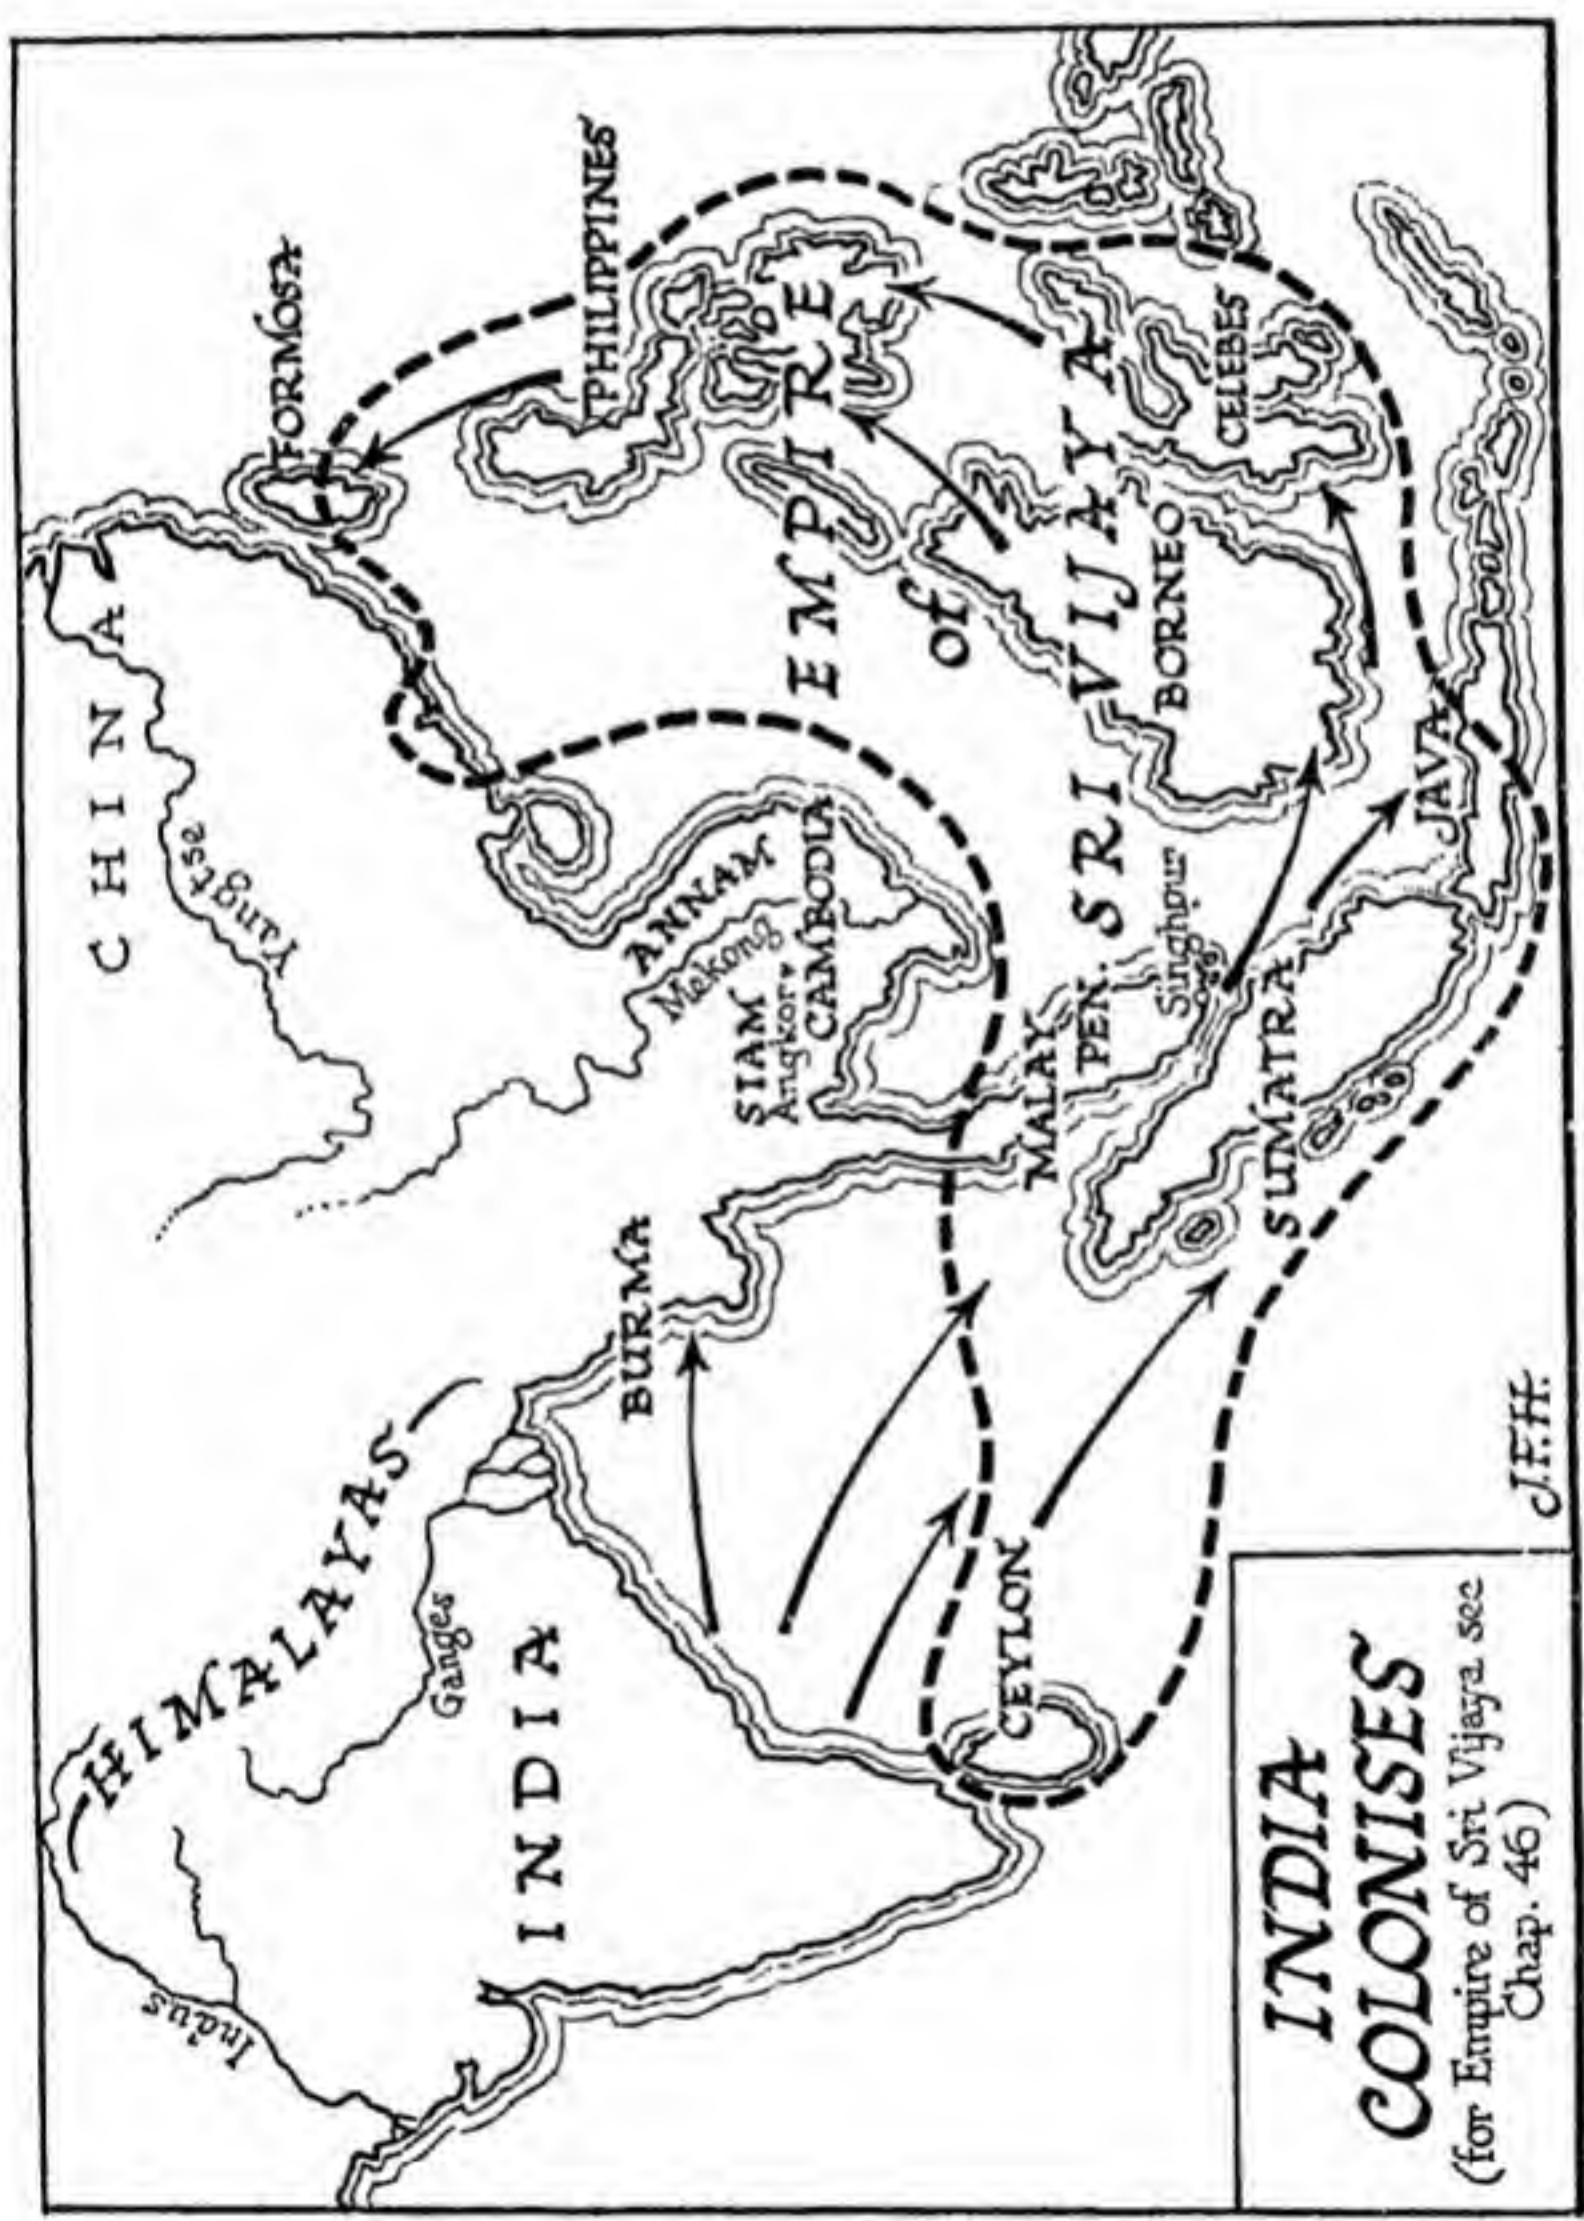 HIMALAYAS
Indus
Ganges
INDIA
CHINA
Yangtse
FORMOSA
BURMA
ANNAM
Mekong
SIAM
Angkor
CAMBODIA
PHILIPPINES
EMPIRE
of
SRI VIJAYA
CEYLON
MALAY
PEN.
Singhpur
BORNEO
CELEBES
SUMATRA
JAVA
INDIA
COLONISES
(for Empire of Sri Vijaya see
Chap. 46)
J.F.H.